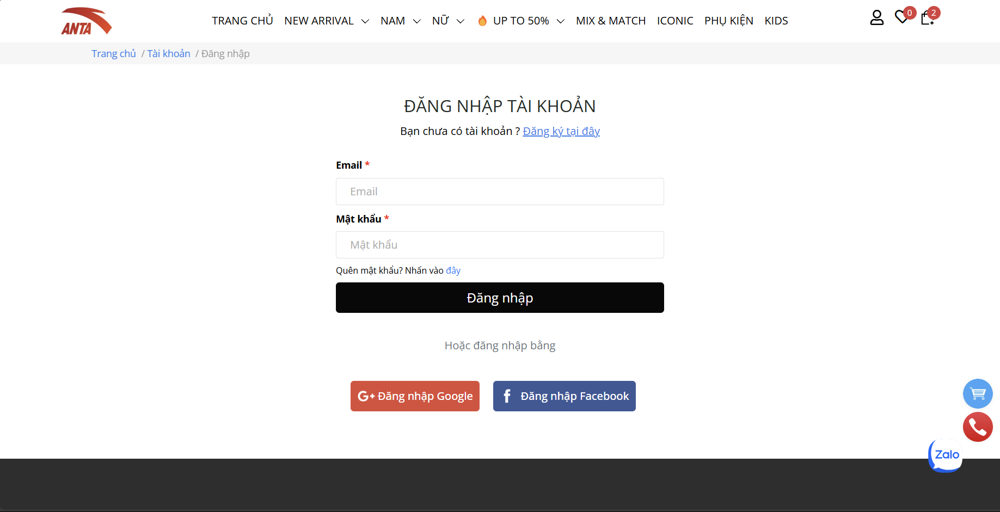 ANTA
TRANG CHỦ NEW ARRIVAL NAM NỮ UP TO 50% MIX & MATCH ICONIC PHỤ KIỆN KIDS 0 2
Trang chủ / Tài khoản / Đăng nhập
ĐĂNG NHẬP TÀI KHOẢN
Bạn chưa có tài khoản ? Đăng ký tại đây
Email *
Email
Mật khẩu *
Mật khẩu
Quên mật khẩu? Nhấn vào đây
Đăng nhập
Hoặc đăng nhập bằng
G+ Đăng nhập Google
f Đăng nhập Facebook
Zalo